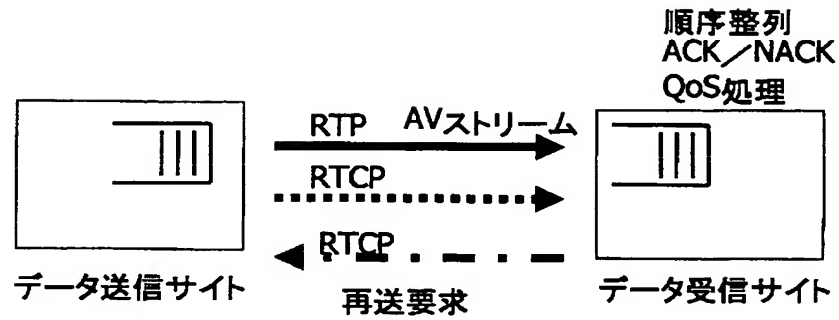 順序整列
ACK／NACK
QoS処理
RTP AVストリーム
RTCP
RTCP
データ送信サイト
再送要求
データ受信サイト